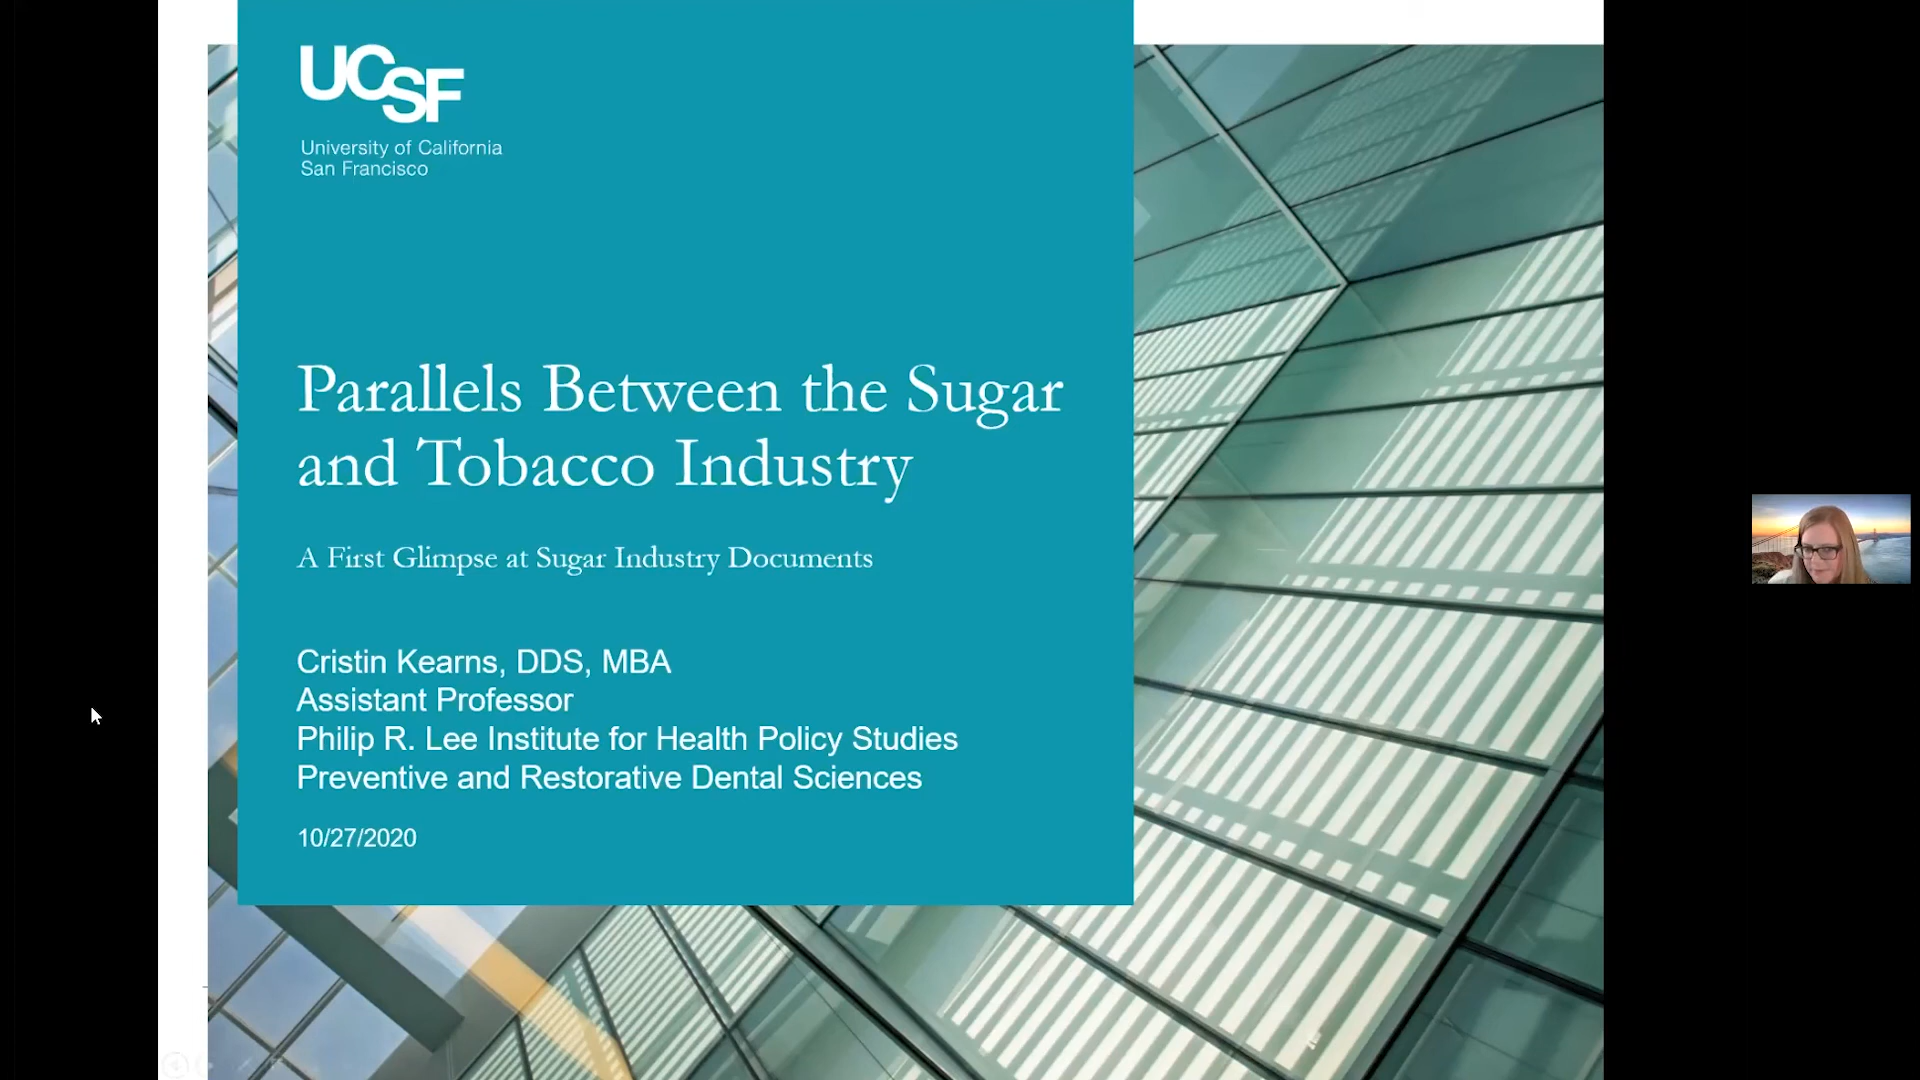 UCSF
University of California
San Francisco
Parallels Between the Sugar
and Tobacco Industry
A First Glimpse at Sugar Industry Documents
Cristin Kearns, DDS, MBA
Assistant Professor
Philip R. Lee Institute for Health Policy Studies
Preventive and Restorative Dental Sciences
10/27/2020